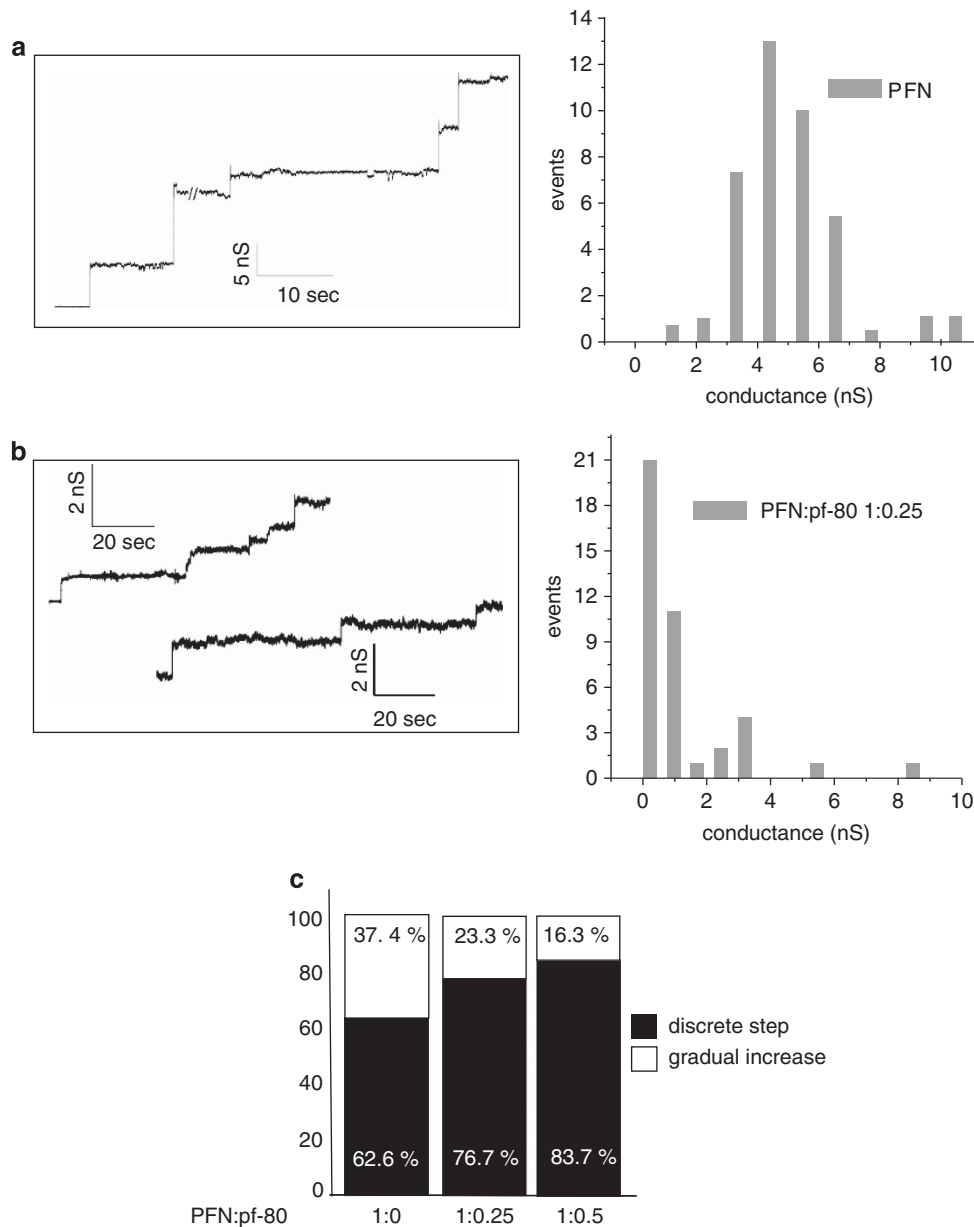 a
5 nS
10 sec
14
12
10
8
6
4
2
0
events
PFN
0 2 4 6 8 10
conductance (nS)
b
2 nS
20 sec
2 nS
20 sec
21
18
15
12
9
6
3
0
events
PFN:pf-80 1:0.25
0 2 4 6 8 10
conductance (nS)
c
100
80
60
40
20
0
37. 4 % 23.3 % 16.3 %
62.6 % 76.7 % 83.7 %
discrete step
gradual increase
PFN:pf-80 1:0 1:0.25 1:0.5